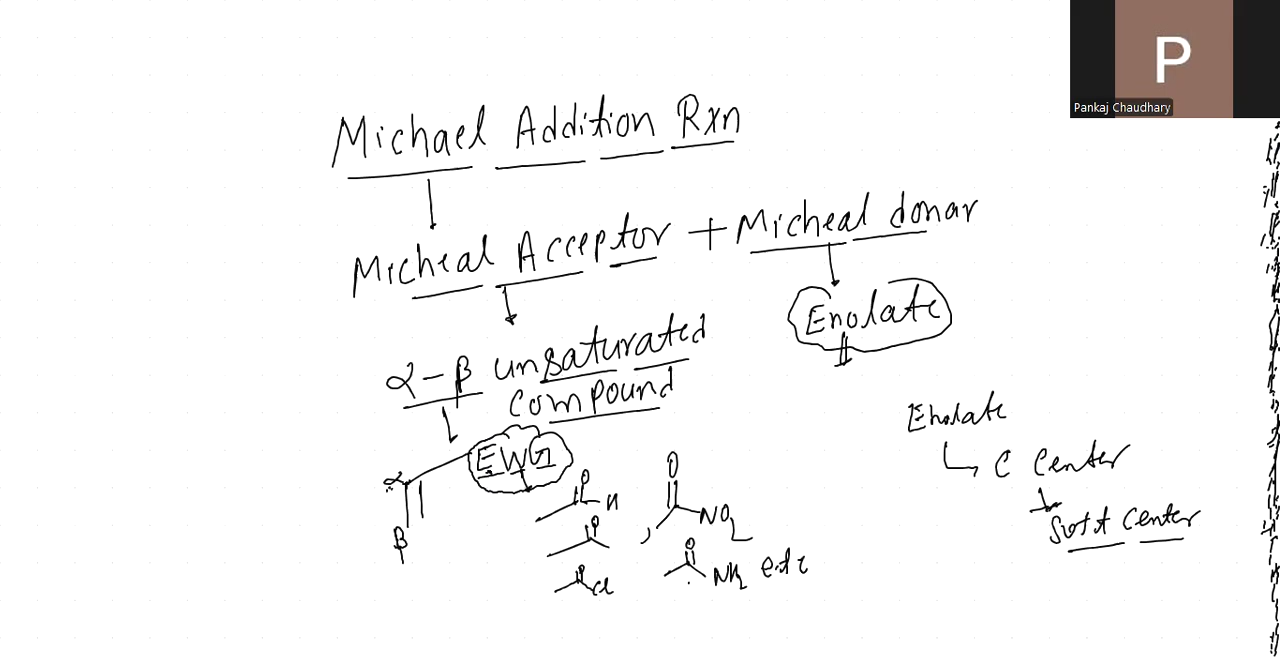 P
Pankaj Chaudhary
Michael Addition Rxn
Micheal Acceptor + Micheal donar
Enolate
α-β unsaturated
compound
EWG
α
β
O
H
O
O
Cl
O
, NO2
O
NH2 etc
Enolate
C Center
Soft Center